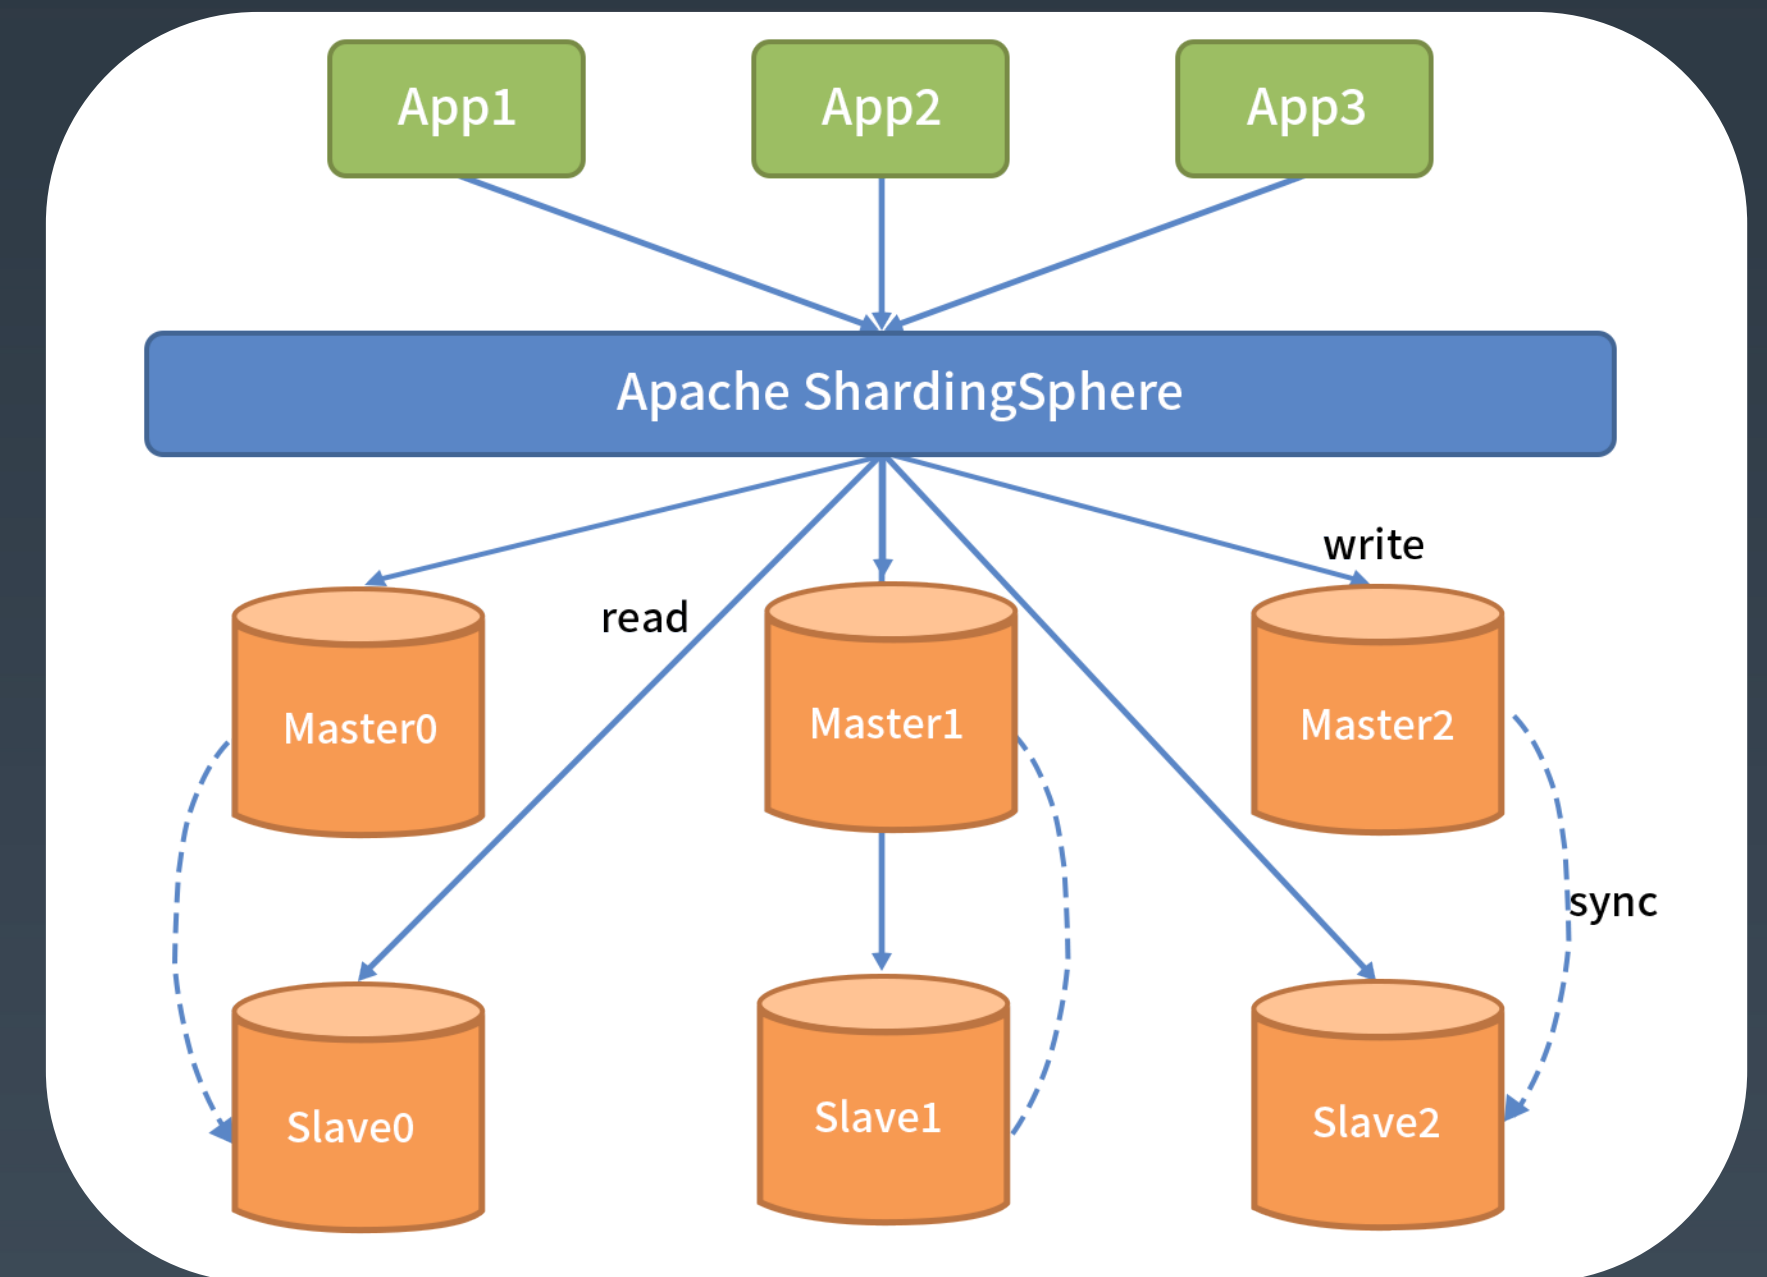 App1
App2
App3
Apache ShardingSphere
write
read
Master0
Master1
Master2
sync
Slave0
Slave1
Slave2